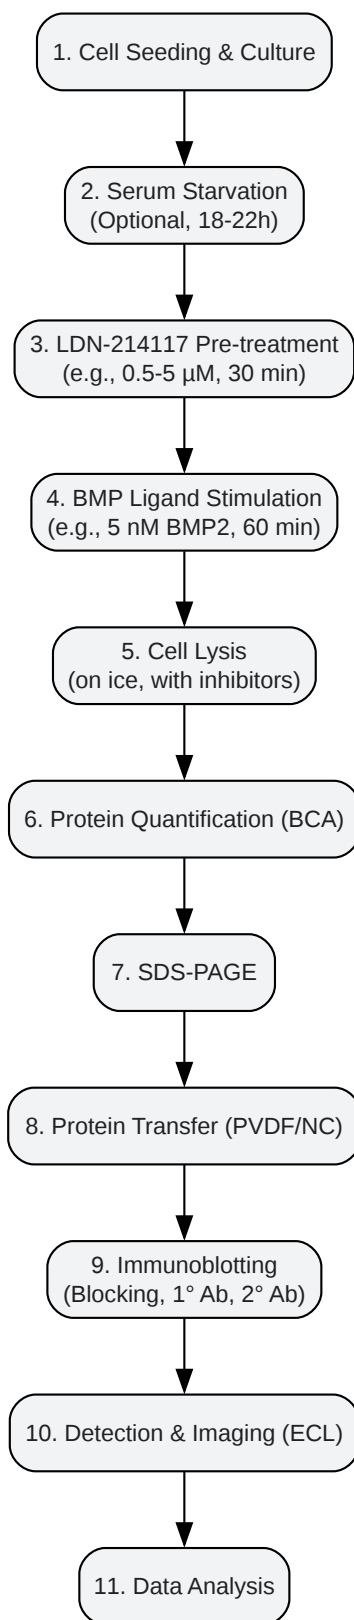 1. Cell Seeding & Culture
2. Serum Starvation
(Optional, 18-22h)
3. LDN-214117 Pre-treatment
(e.g., 0.5-5 µM, 30 min)
4. BMP Ligand Stimulation
(e.g., 5 nM BMP2, 60 min)
5. Cell Lysis
(on ice, with inhibitors)
6. Protein Quantification (BCA)
7. SDS-PAGE
8. Protein Transfer (PVDF/NC)
9. Immunoblotting
(Blocking, 1° Ab, 2° Ab)
10. Detection & Imaging (ECL)
11. Data Analysis